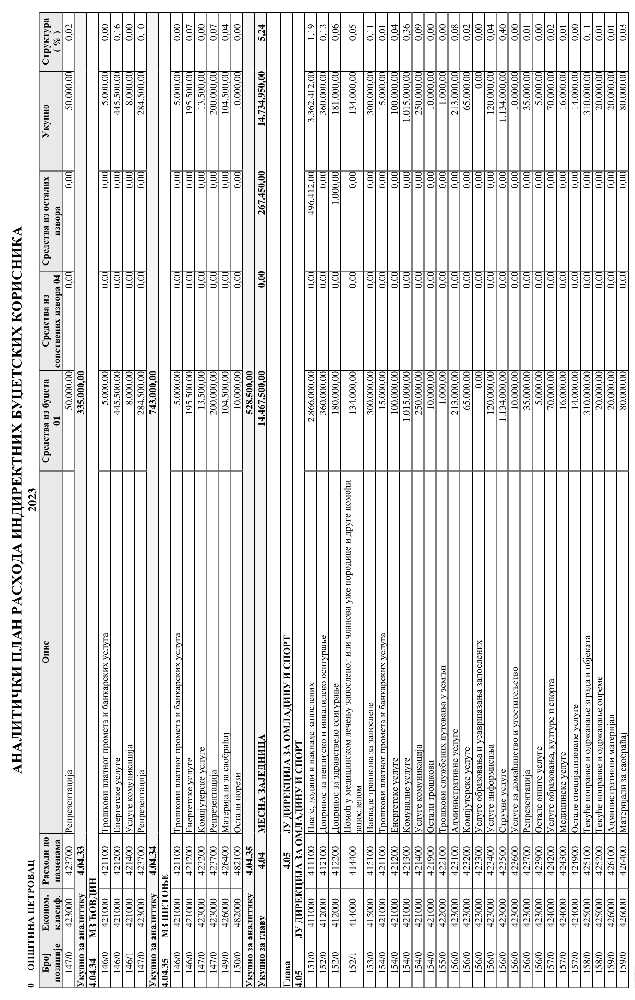 АНАЛИТИЧКИ ПЛАН РАСХОДА ИНДИРЕКТНИХ БУЏЕТСКИХ КОРИСНИКА
0 ОПШТИНА ПЕТРОВАЦ 2023
Број позиције Економ. класиф. Расходи по наменама Опис Средства из буџета 01 Средства из сопствених извора 04 Средства из осталих извора Укупно Структура ( % )
147/0 423000 423700 Репрезентација 50.000,00 0,00 0,00 50.000,00 0,02
Укупно за аналитику 4.04.33 335.000,00
4.04.34 МЗ ЋОВДИН
146/0 421000 421100 Трошкови платног промета и банкарских услуга 5.000,00 0,00 0,00 5.000,00 0,00
146/0 421000 421200 Енергетске услуге 445.500,00 0,00 0,00 445.500,00 0,16
146/1 421000 421400 Услуге комуникација 8.000,00 0,00 0,00 8.000,00 0,00
147/0 423000 423700 Репрезентација 284.500,00 0,00 0,00 284.500,00 0,10
Укупно за аналитику 4.04.34 743.000,00
4.04.35 МЗ ШЕТОЊЕ
146/0 421000 421100 Трошкови платног промета и банкарских услуга 5.000,00 0,00 0,00 5.000,00 0,00
146/0 421000 421200 Енергетске услуге 195.500,00 0,00 0,00 195.500,00 0,07
147/0 423000 423200 Компјутерске услуге 13.500,00 0,00 0,00 13.500,00 0,00
147/0 423000 423700 Репрезентација 200.000,00 0,00 0,00 200.000,00 0,07
149/0 426000 426400 Материјали за саобраћај 104.500,00 0,00 0,00 104.500,00 0,04
150/0 482000 482100 Остали порези 10.000,00 0,00 0,00 10.000,00 0,00
Укупно за аналитику 4.04.35 528.500,00
Укупно за главу 4.04 МЕСНА ЗАЈЕДНИЦА 14.467.500,00 0,00 267.450,00 14.734.950,00 5,24
Глава 4.05 ЈУ ДИРЕКЦИЈА ЗА ОМЛАДИНУ И СПОРТ
4.05 ЈУ ДИРЕКЦИЈА ЗА ОМЛАДИНУ И СПОРТ
151/0 411000 411100 Плате, додаци и накнаде запослених 2.866.000,00 0,00 496.412,00 3.362.412,00 1,19
152/0 412000 412100 Допринос за пензијско и инвалидско осигурање 360.000,00 0,00 0,00 360.000,00 0,13
152/0 412000 412200 Допринос за здравствено осигурање 180.000,00 0,00 1.000,00 181.000,00 0,06
152/1 414000 414400 Помоћ у медицинском лечењу запосленог или чланова уже породице и друге помоћи запосленом 134.000,00 0,00 0,00 134.000,00 0,05
153/0 415000 415100 Накнаде трошкова за запослене 300.000,00 0,00 0,00 300.000,00 0,11
154/0 421000 421100 Трошкови платног промета и банкарских услуга 15.000,00 0,00 0,00 15.000,00 0,01
154/0 421000 421200 Енергетске услуге 100.000,00 0,00 0,00 100.000,00 0,04
154/0 421000 421300 Комуналне услуге 1.015.000,00 0,00 0,00 1.015.000,00 0,36
154/0 421000 421400 Услуге комуникација 250.000,00 0,00 0,00 250.000,00 0,09
154/0 421000 421900 Остали трошкови 10.000,00 0,00 0,00 10.000,00 0,00
155/0 422000 422100 Трошкови службених путовања у земљи 1.000,00 0,00 0,00 1.000,00 0,00
156/0 423000 423100 Административне услуге 213.000,00 0,00 0,00 213.000,00 0,08
156/0 423000 423200 Компјутерске услуге 65.000,00 0,00 0,00 65.000,00 0,02
156/0 423000 423300 Услуге образовања и усавршавања запослених 0,00 0,00 0,00 0,00 0,00
156/0 423000 423400 Услуге информисања 120.000,00 0,00 0,00 120.000,00 0,04
156/0 423000 423500 Стручне услуге 1.134.000,00 0,00 0,00 1.134.000,00 0,40
156/0 423000 423600 Услуге за домаћинство и угоститељство 10.000,00 0,00 0,00 10.000,00 0,00
156/0 423000 423700 Репрезентација 35.000,00 0,00 0,00 35.000,00 0,01
156/0 423000 423900 Остале опште услуге 5.000,00 0,00 0,00 5.000,00 0,00
157/0 424000 424200 Услуге образовања, културе и спорта 70.000,00 0,00 0,00 70.000,00 0,02
157/0 424000 424300 Медицинске услуге 16.000,00 0,00 0,00 16.000,00 0,01
157/0 424000 424900 Остале специјализоване услуге 14.000,00 0,00 0,00 14.000,00 0,00
158/0 425000 425100 Текуће поправке и одржавање зграда и објеката 310.000,00 0,00 0,00 310.000,00 0,11
158/0 425000 425200 Текуће поправке и одржавање опреме 20.000,00 0,00 0,00 20.000,00 0,01
159/0 426000 426100 Административни материјал 20.000,00 0,00 0,00 20.000,00 0,01
159/0 426000 426400 Материјали за саобраћај 80.000,00 0,00 0,00 80.000,00 0,03